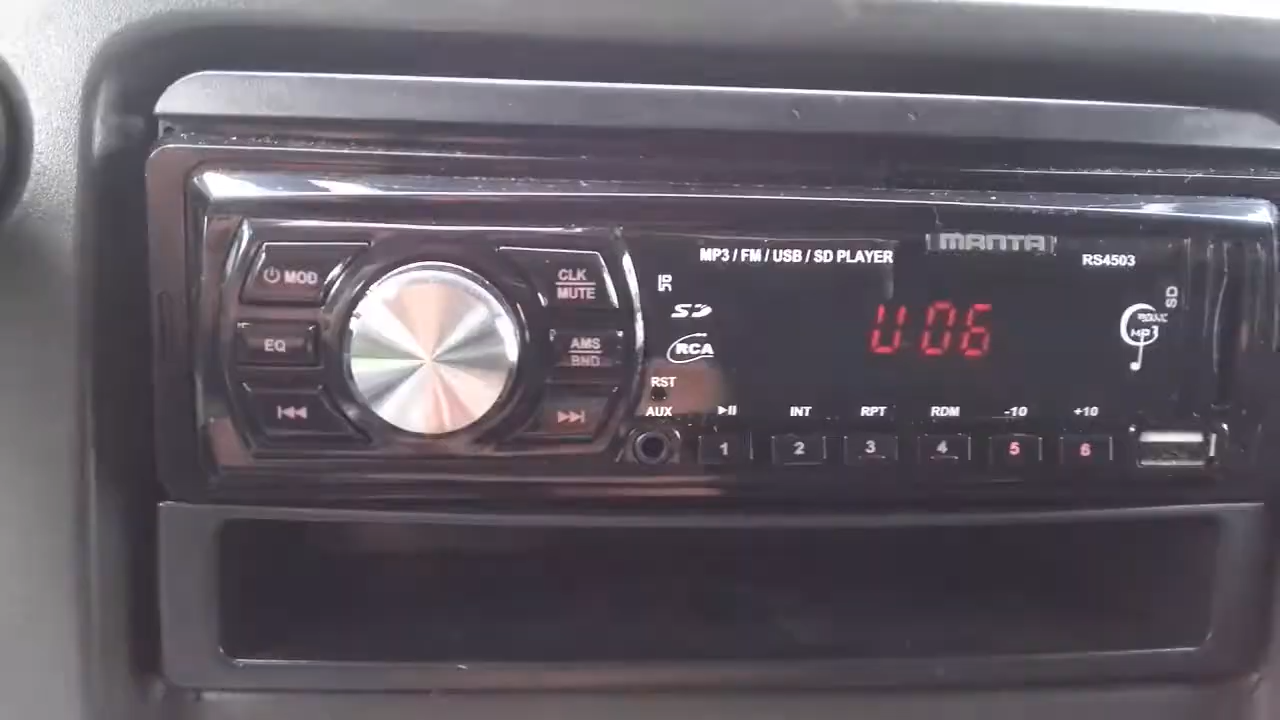 MANTA
MP3 / FM / USB / SD PLAYER
RS4503
MOD
CLK
MUTE
IR
SD
SD
MP3
U 06
EQ
AMS
BND
RCA
RST
AUX
INT
RPT
RDM
-10
+10
1
2
3
4
5
6